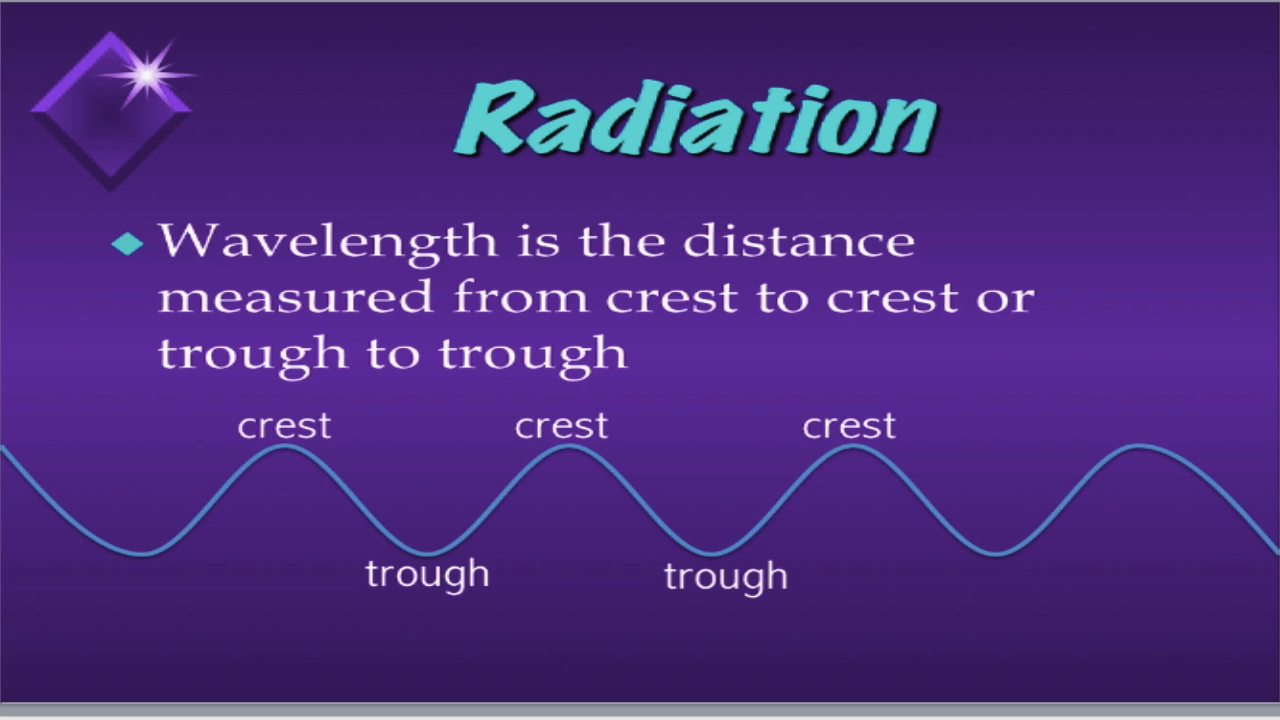 Radiation
Wavelength is the distance
measured from crest to crest or
trough to trough
crest crest crest
trough trough